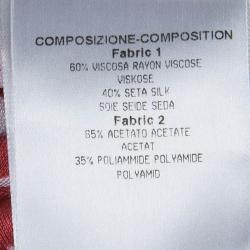 COMPOSIZIONE-COMPOSITION
Fabric 1
60% VISCOSA RAYON VISCOSE
VISKOSE
40% SETA SILK
SOIE SEIDE SEDA
Fabric 2
65% ACETATO ACETATE
ACETAT
35% POLIAMMIDE POLYAMIDE
POLYAMID